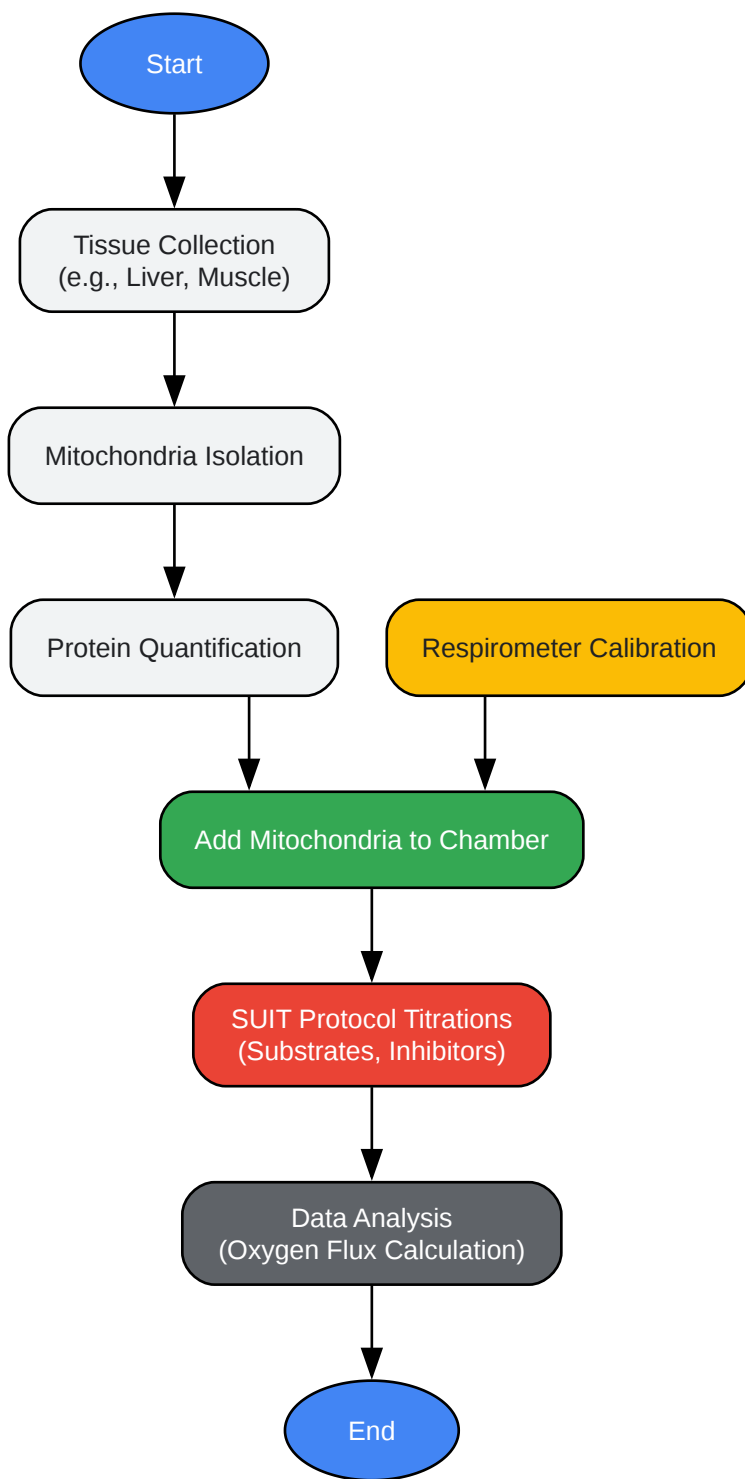 Start
Tissue Collection
(e.g., Liver, Muscle)
Mitochondria Isolation
Protein Quantification
Respirometer Calibration
Add Mitochondria to Chamber
SUIT Protocol Titrations
(Substrates, Inhibitors)
Data Analysis
(Oxygen Flux Calculation)
End